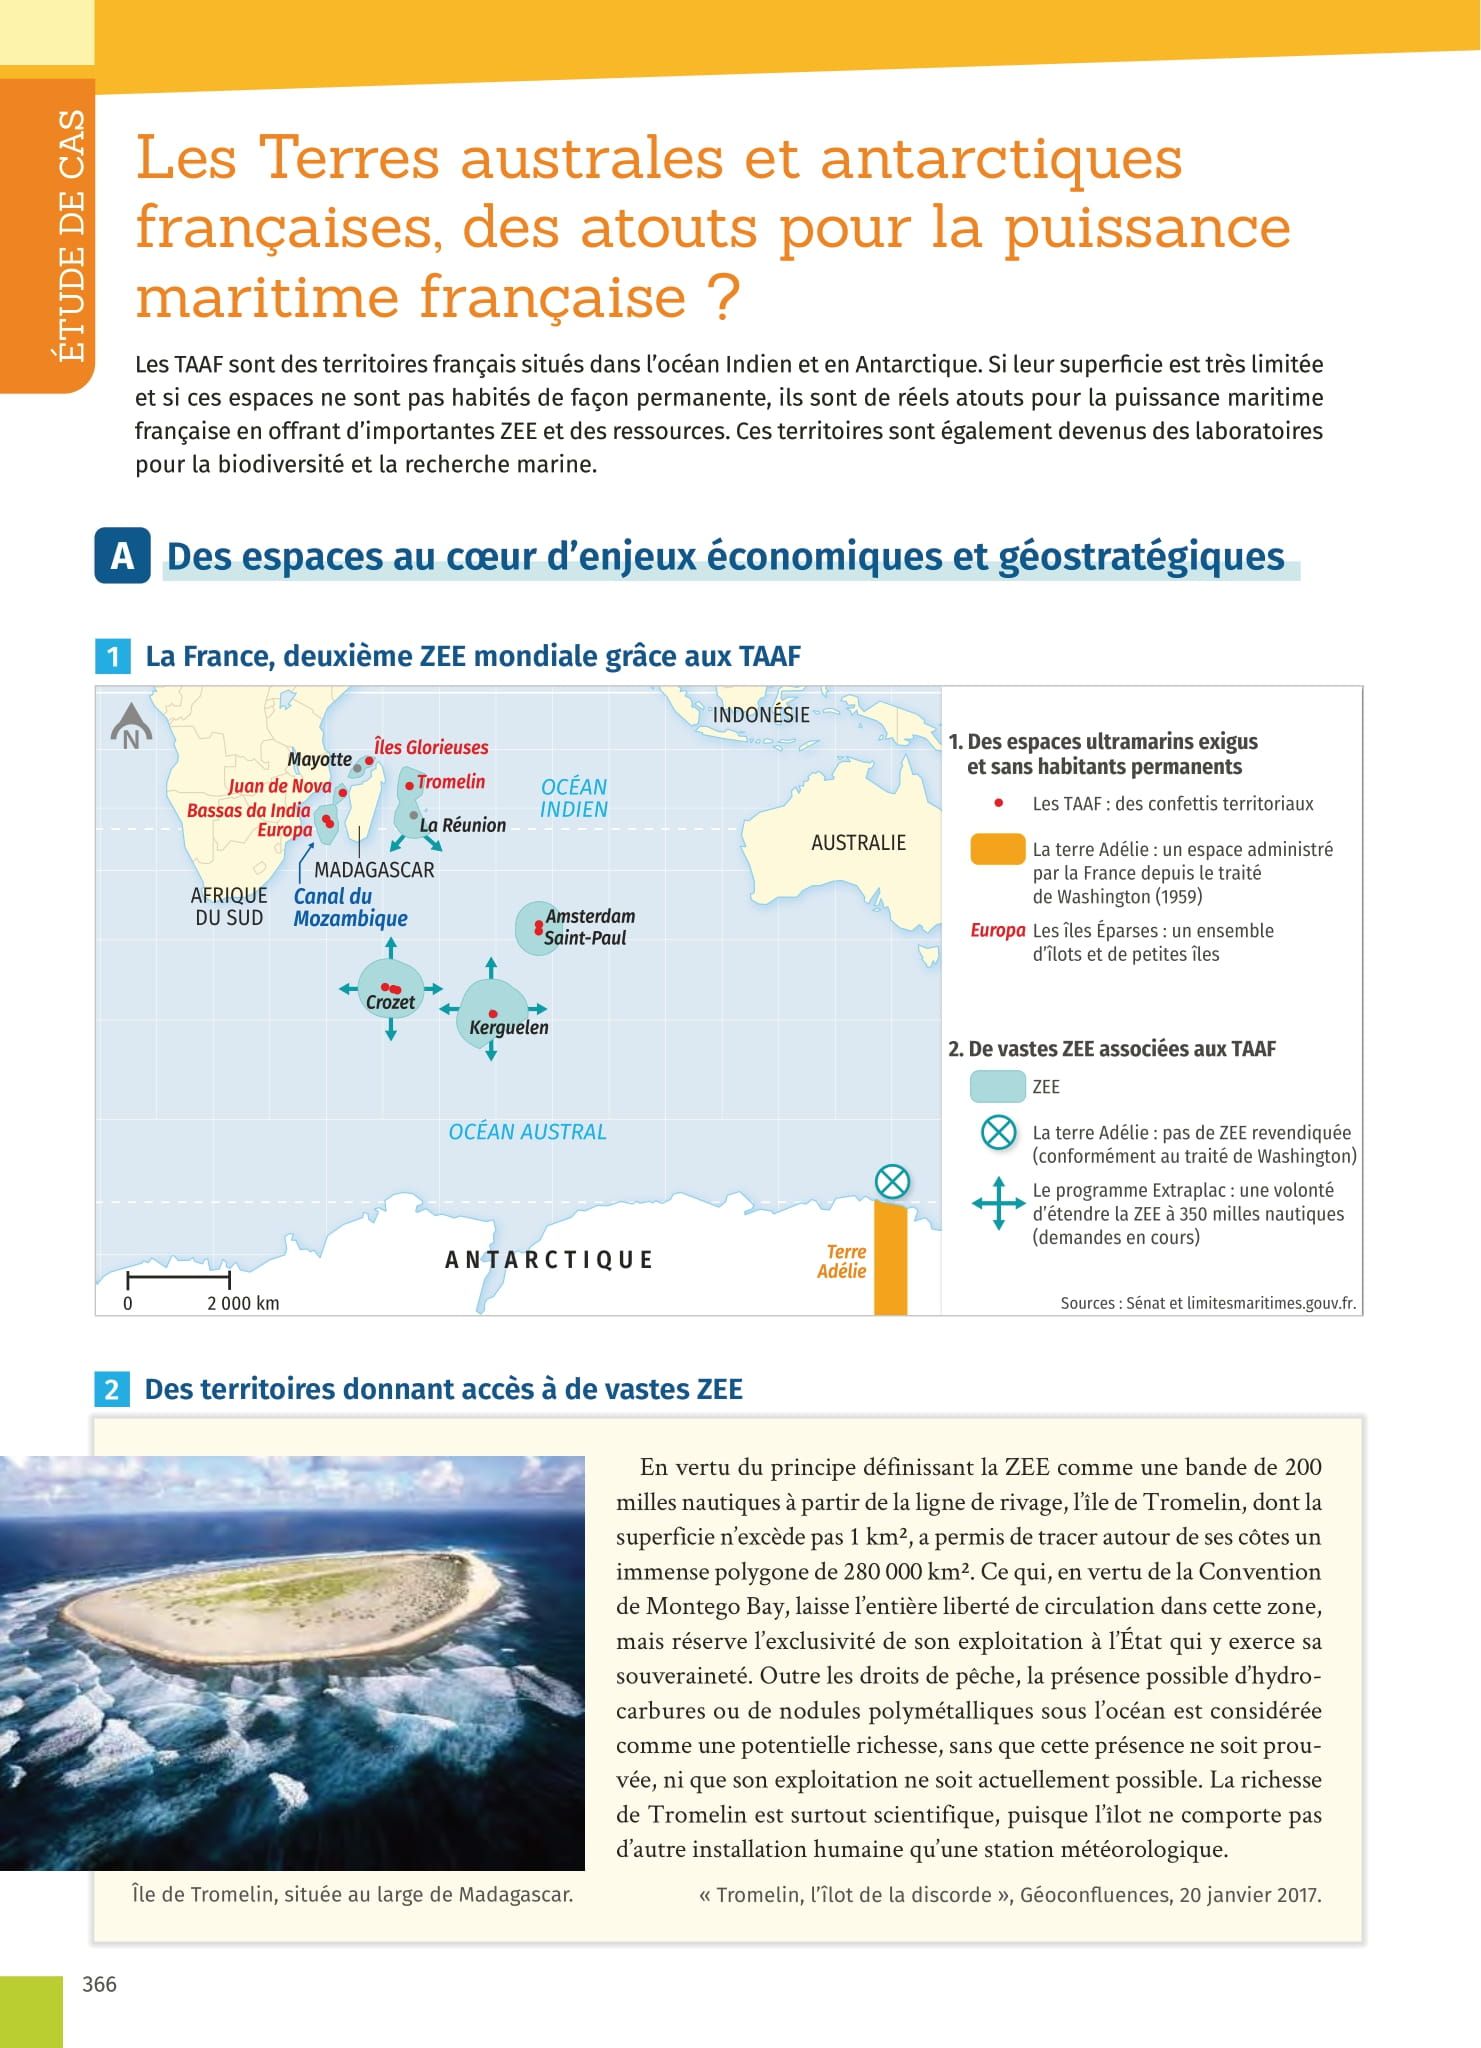 ÉTUDE DE CAS
Les Terres australes et antarctiques
françaises, des atouts pour la puissance
maritime française ?
Les TAAF sont des territoires français situés dans l'océan Indien et en Antarctique. Si leur superficie est très limitée
et si ces espaces ne sont pas habités de façon permanente, ils sont de réels atouts pour la puissance maritime
française en offrant d'importantes ZEE et des ressources. Ces territoires sont également devenus des laboratoires
pour la biodiversité et la recherche marine.
A Des espaces au cœur d'enjeux économiques et géostratégiques
1 La France, deuxième ZEE mondiale grâce aux TAAF
N
INDONÉSIE
Mayotte
Îles Glorieuses
Juan de Nova
Tromelin
Bassas da India
Europa
La Réunion
OCÉAN
INDIEN
AUSTRALIE
MADAGASCAR
AFRIQUE
DU SUD
Canal du
Mozambique
Amsterdam
Saint-Paul
Crozet
Kerguelen
OCÉAN AUSTRAL
ANTARCTIQUE
Terre
Adélie
0 2 000 km
1. Des espaces ultramarins exigus
et sans habitants permanents
Les TAAF : des confettis territoriaux
La terre Adélie : un espace administré
par la France depuis le traité
de Washington (1959)
Europa Les îles Éparses : un ensemble
d'îlots et de petites îles
2. De vastes ZEE associées aux TAAF
ZEE
La terre Adélie : pas de ZEE revendiquée
(conformément au traité de Washington)
Le programme Extraplac : une volonté
d'étendre la ZEE à 350 milles nautiques
(demandes en cours)
Sources : Sénat et limitesmaritimes.gouv.fr.
2 Des territoires donnant accès à de vastes ZEE
En vertu du principe définissant la ZEE comme une bande de 200
milles nautiques à partir de la ligne de rivage, l'île de Tromelin, dont la
superficie n'excède pas 1 km², a permis de tracer autour de ses côtes un
immense polygone de 280 000 km². Ce qui, en vertu de la Convention
de Montego Bay, laisse l'entière liberté de circulation dans cette zone,
mais réserve l'exclusivité de son exploitation à l'État qui y exerce sa
souveraineté. Outre les droits de pêche, la présence possible d'hydro-
carbures ou de nodules polymétalliques sous l'océan est considérée
comme une potentielle richesse, sans que cette présence ne soit prou-
vée, ni que son exploitation ne soit actuellement possible. La richesse
de Tromelin est surtout scientifique, puisque l'îlot ne comporte pas
d'autre installation humaine qu'une station météorologique.
Île de Tromelin, située au large de Madagascar.
« Tromelin, l'îlot de la discorde », Géoconfluences, 20 janvier 2017.
366